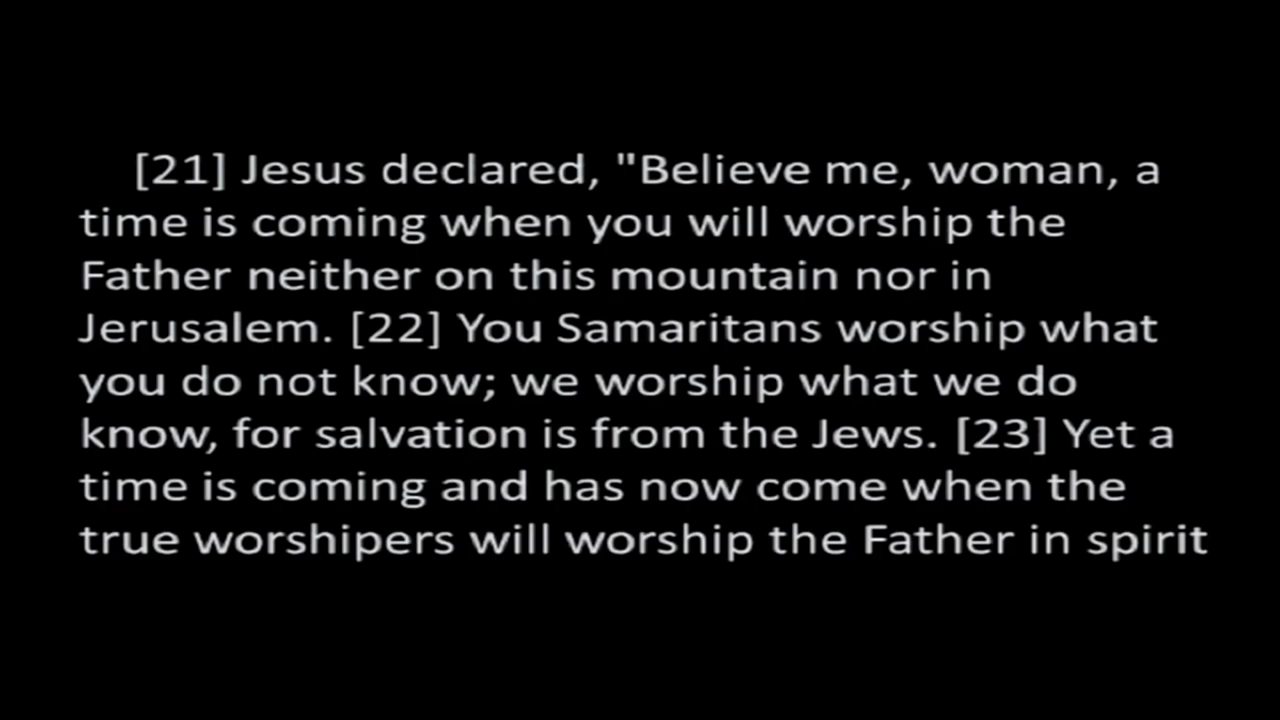 [21] Jesus declared, "Believe me, woman, a
time is coming when you will worship the
Father neither on this mountain nor in
Jerusalem. [22] You Samaritans worship what
you do not know; we worship what we do
know, for salvation is from the Jews. [23] Yet a
time is coming and has now come when the
true worshipers will worship the Father in spirit